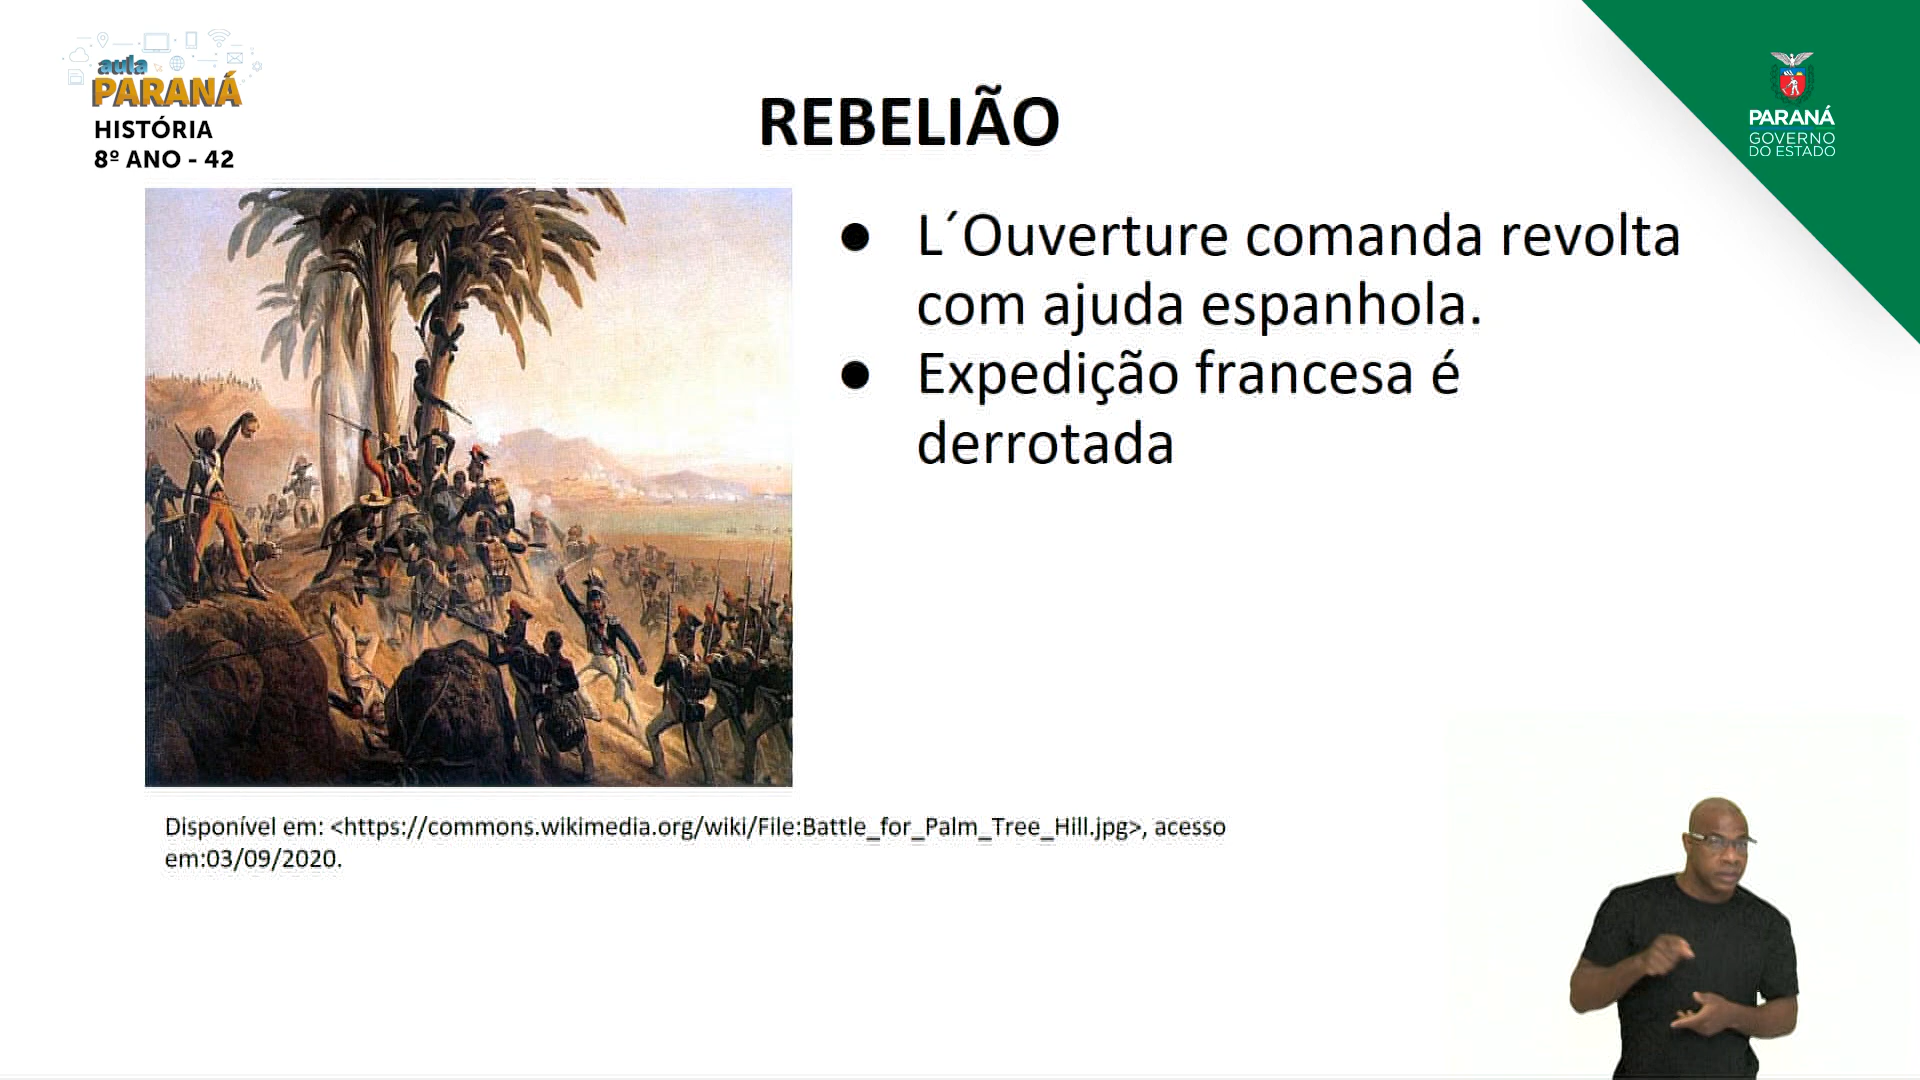 aula
PARANÁ
HISTÓRIA
8º ANO - 42
REBELIÃO
PARANÁ
GOVERNO
DO ESTADO
● L´Ouverture comanda revolta
com ajuda espanhola.
● Expedição francesa é
derrotada
Disponível em: <https://commons.wikimedia.org/wiki/File:Battle_for_Palm_Tree_Hill.jpg>, acesso
em:03/09/2020.